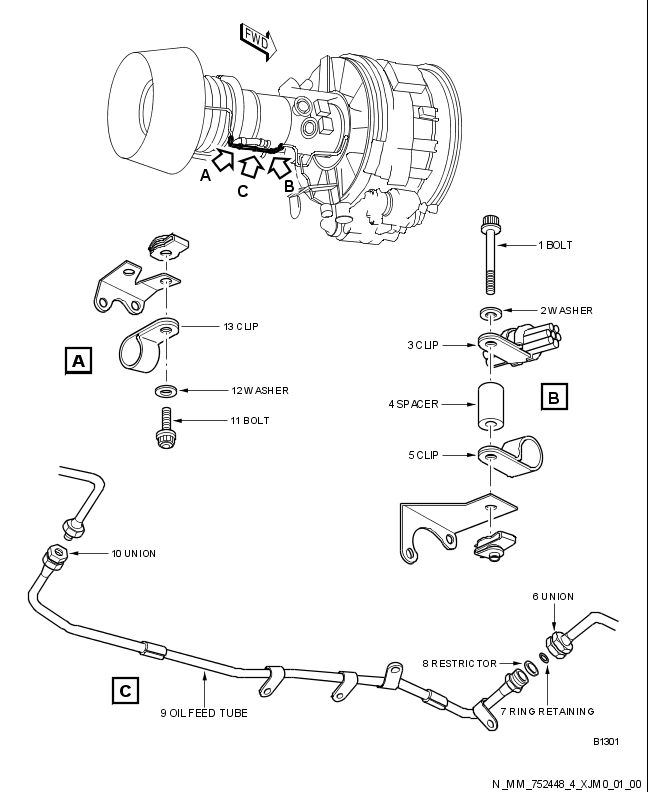 FWD
A
C
B
1 BOLT
2 WASHER
13 CLIP
3 CLIP
A
12 WASHER
B
4 SPACER
11 BOLT
5 CLIP
10 UNION
6 UNION
8 RESTRICTOR
C
9 OIL FEED TUBE
7 RING RETAINING
B1301
N_MM_752448_4_XJM0_01_00